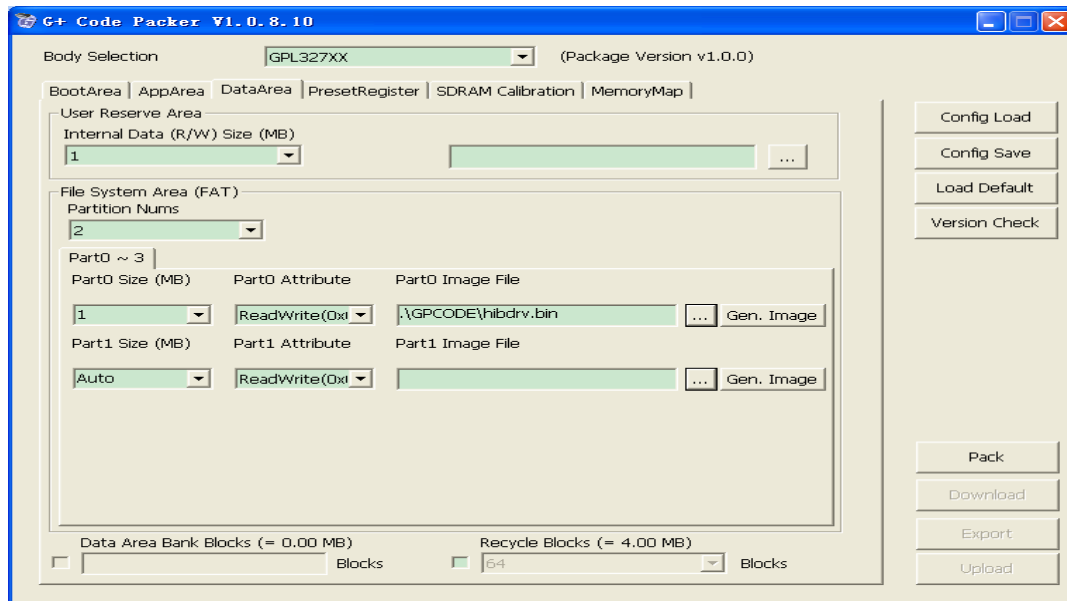 G+ Code Packer V1.0.8.10
Body Selection GPL327XX (Package Version v1.0.0)
BootArea AppArea DataArea PresetRegister SDRAM Calibration MemoryMap
User Reserve Area
Internal Data (R/W) Size (MB)
1 ...
File System Area (FAT)
Partition Nums
2
Part0 ~ 3
Part0 Size (MB) Part0 Attribute Part0 Image File
1 ReadWrite(0x .\GPCODE\hibdrv.bin ... Gen. Image
Part1 Size (MB) Part1 Attribute Part1 Image File
Auto ReadWrite(0x ... Gen. Image
Data Area Bank Blocks (= 0.00 MB) Recycle Blocks (= 4.00 MB)
Blocks 64 Blocks
Config Load
Config Save
Load Default
Version Check
Pack
Download
Export
Upload